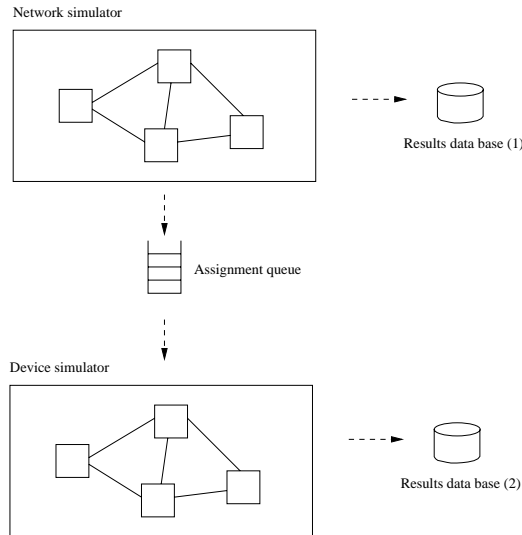 Network simulator
Results data base (1)
Assignment queue
Device simulator
Results data base (2)